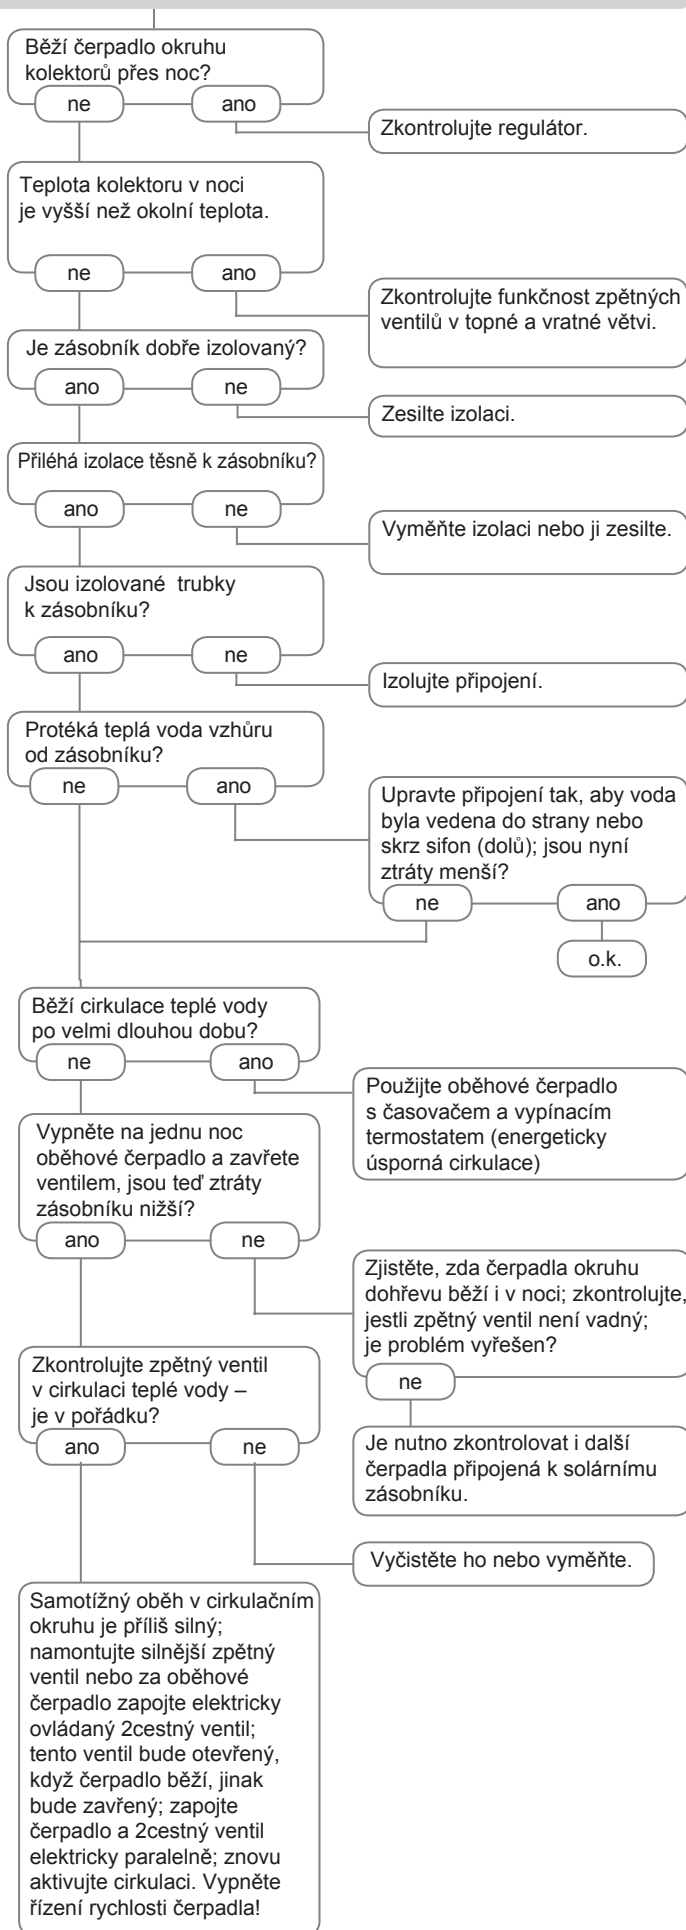 Běží čerpadlo okruhu
kolektorů přes noc?
ne
ano
Zkontrolujte regulátor.
Teplota kolektoru v noci
je vyšší než okolní teplota.
ne
ano
Zkontrolujte funkčnost zpětných
ventilů v topné a vratné větvi.
Je zásobník dobře izolovaný?
ano
ne
Zesilte izolaci.
Přiléhá izolace těsně k zásobníku?
ano
ne
Vyměňte izolaci nebo ji zesilte.
Jsou izolované trubky
k zásobníku?
ano
ne
Izolujte připojení.
Protéká teplá voda vzhůru
od zásobníku?
ne
ano
Upravte připojení tak, aby voda
byla vedena do strany nebo
skrz sifon (dolů); jsou nyní
ztráty menší?
ne
ano
o.k.
Běží cirkulace teplé vody
po velmi dlouhou dobu?
ne
ano
Použijte oběhové čerpadlo
s časovačem a vypínacím
termostatem (energeticky
úsporná cirkulace)
Vypněte na jednu noc
oběhové čerpadlo a zavřete
ventilem, jsou teď ztráty
zásobníku nižší?
ano
ne
Zjistěte, zda čerpadla okruhu
dohřevu běží i v noci; zkontrolujte,
jestli zpětný ventil není vadný;
je problém vyřešen?
ne
Je nutno zkontrolovat i další
čerpadla připojená k solárnímu
zásobníku.
Zkontrolujte zpětný ventil
v cirkulaci teplé vody –
je v pořádku?
ano
ne
Vyčistěte ho nebo vyměňte.
Samotížný oběh v cirkulačním
okruhu je příliš silný;
namontujte silnější zpětný
ventil nebo za oběhové
čerpadlo zapojte elektricky
ovládaný 2cestný ventil;
tento ventil bude otevřený,
když čerpadlo běží, jinak
bude zavřený; zapojte
čerpadlo a 2cestný ventil
elektricky paralelně; znovu
aktivujte cirkulaci. Vypněte
řízení rychlosti čerpadla!